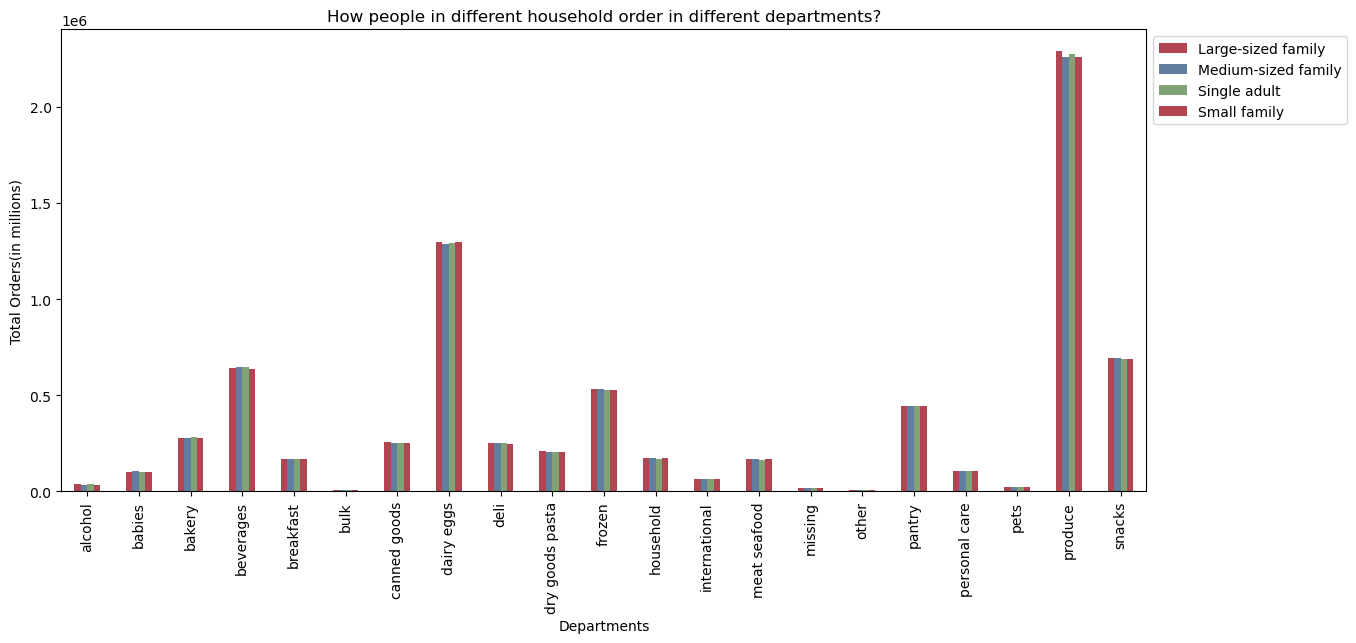 How people in different household order in different departments?
1e6
Large-sized family
Medium-sized family
Single adult
Small family
Total Orders(in millions)
2.0
1.5
1.0
0.5
0.0
alcohol
babies
bakery
beverages
breakfast
bulk
canned goods
dairy eggs
deli
dry goods pasta
frozen
household
international
meat seafood
missing
other
pantry
personal care
pets
produce
snacks
Departments